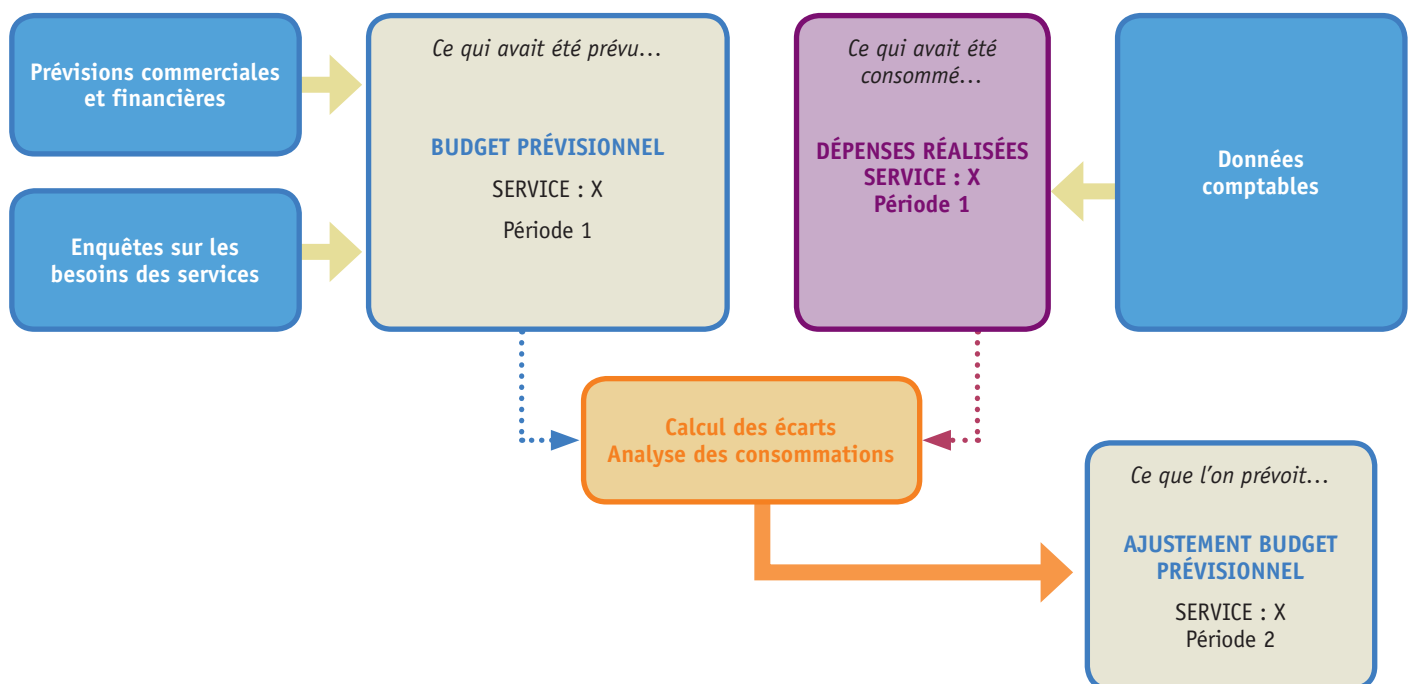 Prévisions commerciales
et financières
Enquêtes sur les
besoins des services
Ce qui avait été prévu…
BUDGET PRÉVISIONNEL
SERVICE : X
Période 1
Ce qui avait été
consommé…
DÉPENSES RÉALISÉES
SERVICE : X
Période 1
Données
comptables
Calcul des écarts
Analyse des consommations
Ce que l'on prévoit…
AJUSTEMENT BUDGET
PRÉVISIONNEL
SERVICE : X
Période 2